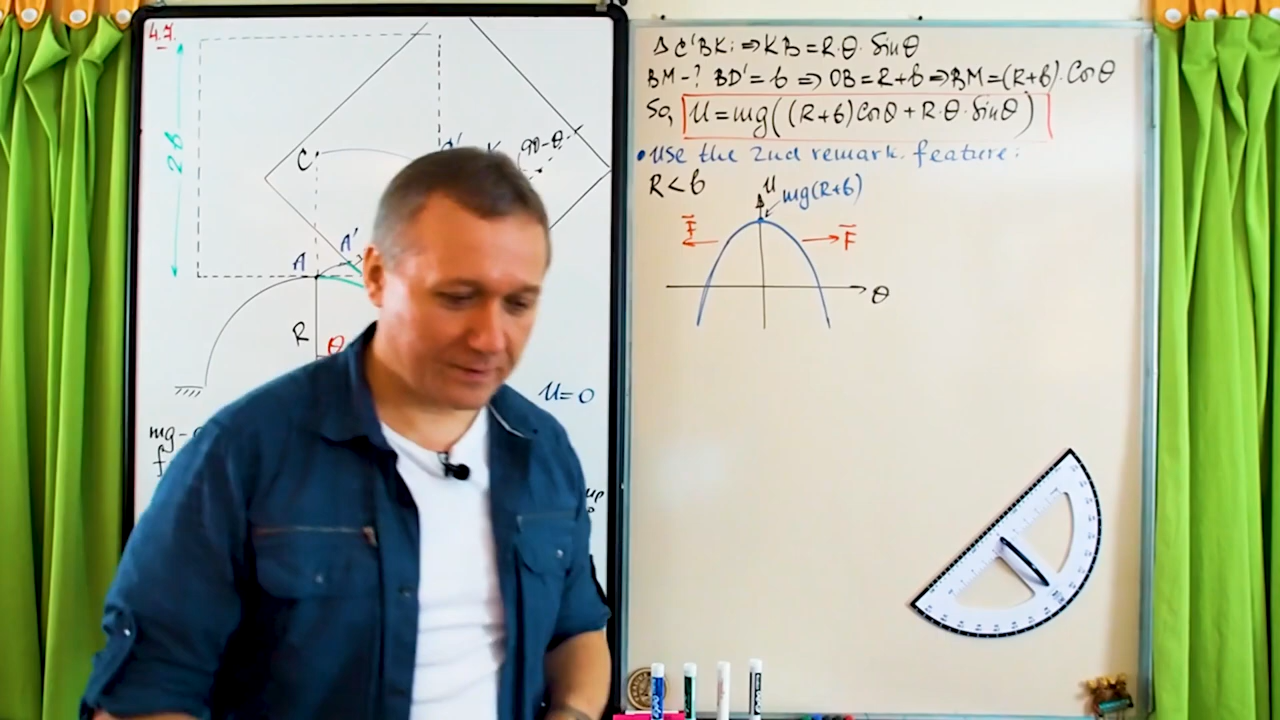 4.7.
2b
C
(90-θ)
A
A'
R
θ
U=0
mg-
f
Δ C'BK: ⇒ KB = R·θ·Sinθ
BM-? BD' = b ⇒ OB = R+b ⇒ BM = (R+b)·Cosθ
So, U = mg((R+b)Cosθ + R·θ·Sinθ)
• Use the 2nd remark feature:
R < b
U
mg(R+b)
F
F
θ